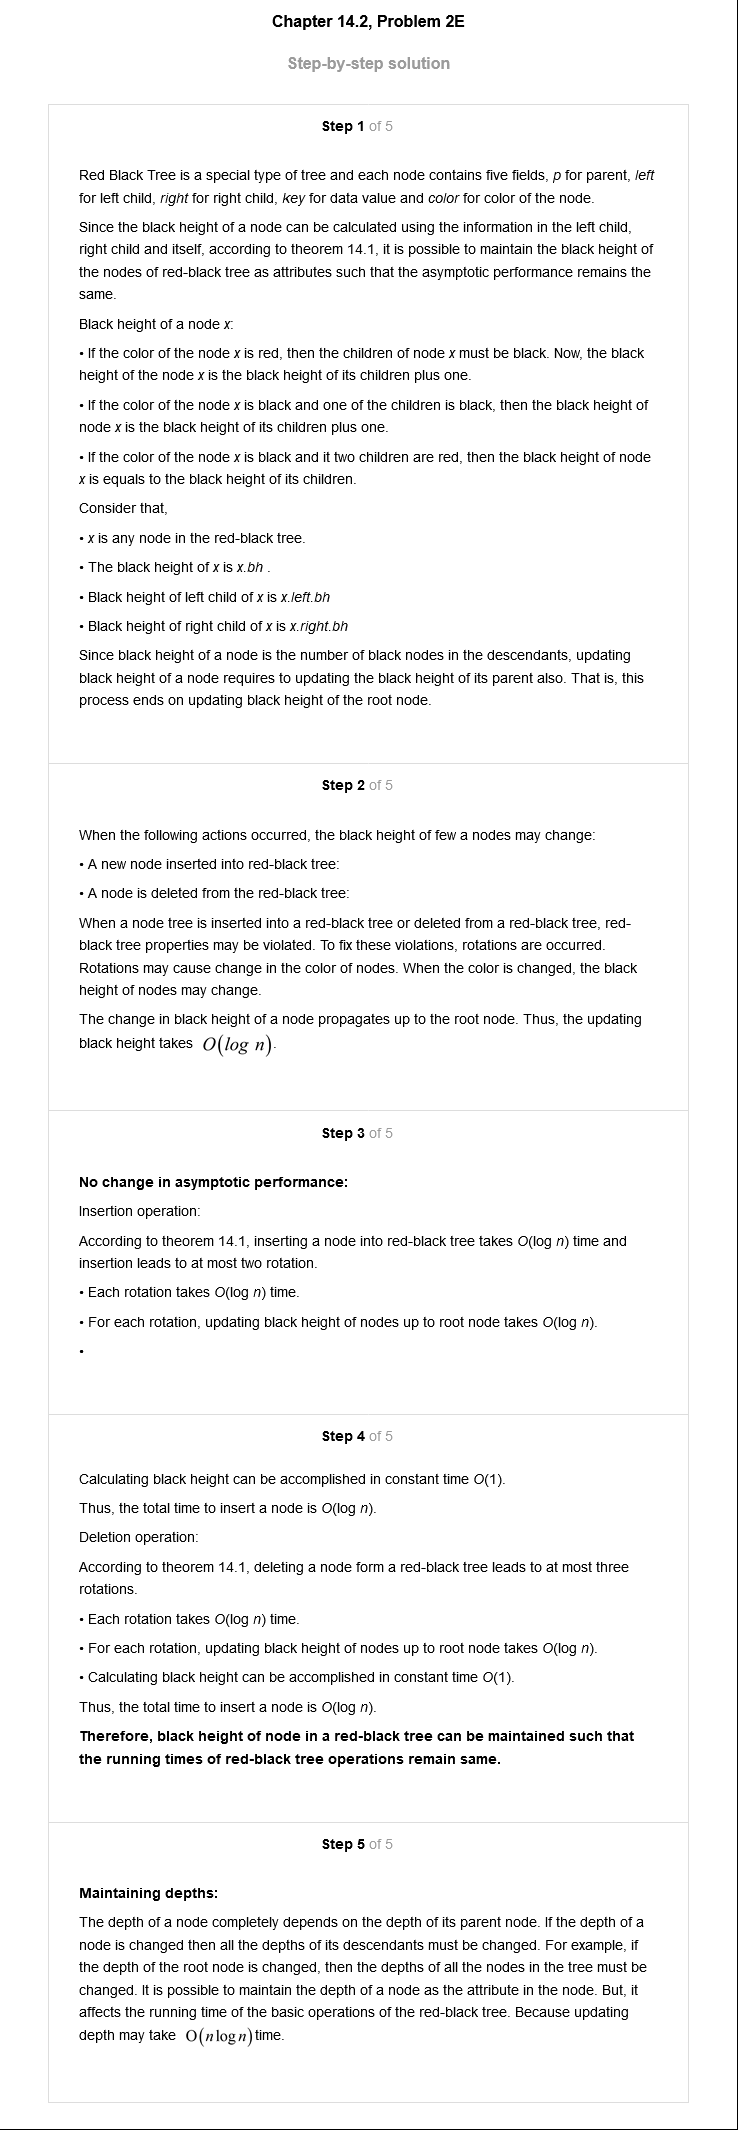 Chapter 14.2, Problem 2E
Step-by-step solution
Step 1 of 5
Red Black Tree is a special type of tree and each node contains five fields, p for parent, left
for left child, right for right child, key for data value and color for color of the node.
Since the black height of a node can be calculated using the information in the left child,
right child and itself, according to theorem 14.1, it is possible to maintain the black height of
the nodes of red-black tree as attributes such that the asymptotic performance remains the
same.
Black height of a node x:
• If the color of the node x is red, then the children of node x must be black. Now, the black
height of the node x is the black height of its children plus one.
• If the color of the node x is black and one of the children is black, then the black height of
node x is the black height of its children plus one.
• If the color of the node x is black and it two children are red, then the black height of node
x is equals to the black height of its children.
Consider that,
• x is any node in the red-black tree.
• The black height of x is x.bh .
• Black height of left child of x is x.left.bh
• Black height of right child of x is x.right.bh
Since black height of a node is the number of black nodes in the descendants, updating
black height of a node requires to updating the black height of its parent also. That is, this
process ends on updating black height of the root node.
Step 2 of 5
When the following actions occurred, the black height of few a nodes may change:
• A new node inserted into red-black tree:
• A node is deleted from the red-black tree:
When a node tree is inserted into a red-black tree or deleted from a red-black tree, red-
black tree properties may be violated. To fix these violations, rotations are occurred.
Rotations may cause change in the color of nodes. When the color is changed, the black
height of nodes may change.
The change in black height of a node propagates up to the root node. Thus, the updating
black height takes O(log n).
Step 3 of 5
No change in asymptotic performance:
Insertion operation:
According to theorem 14.1, inserting a node into red-black tree takes O(log n) time and
insertion leads to at most two rotation.
• Each rotation takes O(log n) time.
• For each rotation, updating black height of nodes up to root node takes O(log n).
•
Step 4 of 5
Calculating black height can be accomplished in constant time O(1).
Thus, the total time to insert a node is O(log n).
Deletion operation:
According to theorem 14.1, deleting a node form a red-black tree leads to at most three
rotations.
• Each rotation takes O(log n) time.
• For each rotation, updating black height of nodes up to root node takes O(log n).
• Calculating black height can be accomplished in constant time O(1).
Thus, the total time to insert a node is O(log n).
Therefore, black height of node in a red-black tree can be maintained such that
the running times of red-black tree operations remain same.
Step 5 of 5
Maintaining depths:
The depth of a node completely depends on the depth of its parent node. If the depth of a
node is changed then all the depths of its descendants must be changed. For example, if
the depth of the root node is changed, then the depths of all the nodes in the tree must be
changed. It is possible to maintain the depth of a node as the attribute in the node. But, it
affects the running time of the basic operations of the red-black tree. Because updating
depth may take O(n log n) time.